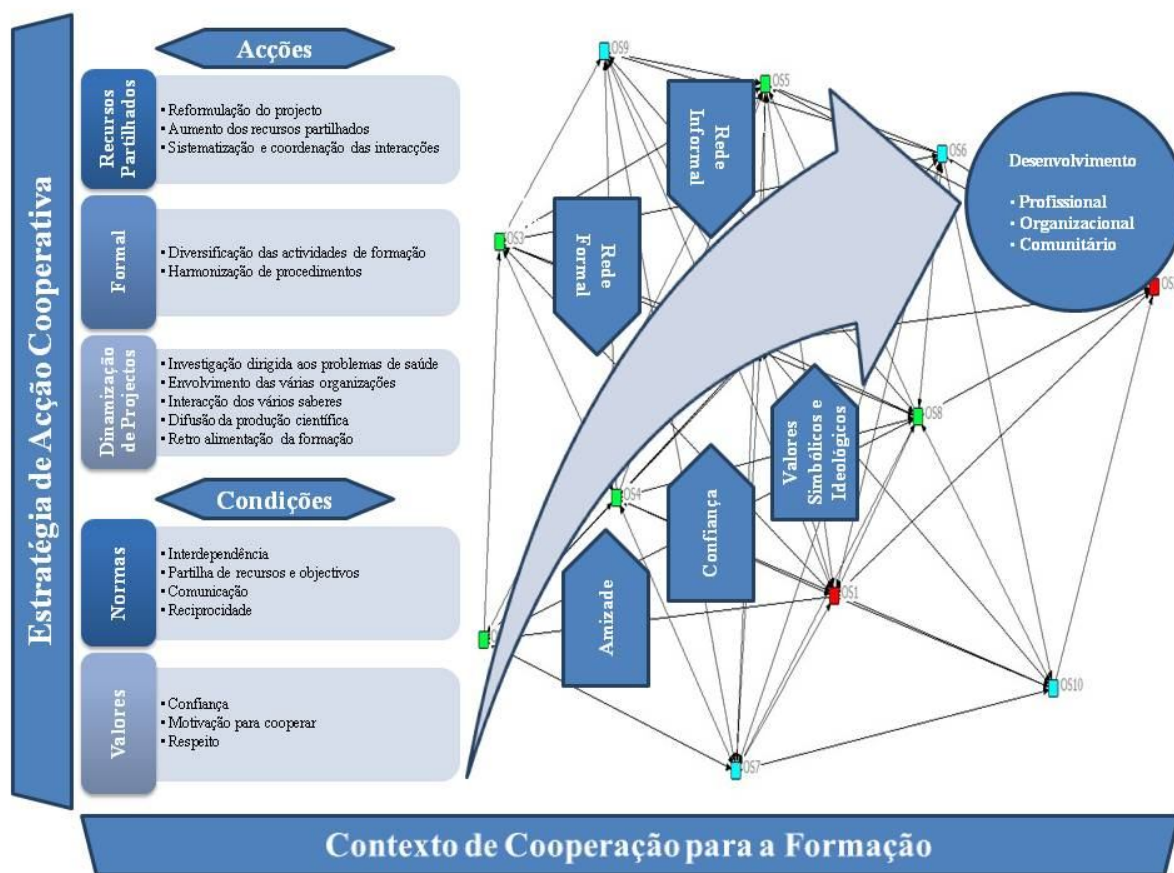 Estratégia de Acção Cooperativa
Acções
Recursos
Partilhados
• Reformulação do projecto
• Aumento dos recursos partilhados
• Sistematização e coordenação das interacções
Formal
• Diversificação das actividades de formação
• Harmonização de procedimentos
Dinamização
de Projectos
• Investigação dirigida aos problemas de saúde
• Envolvimento das várias organizações
• Interacção dos vários saberes
• Difusão da produção científica
• Retro alimentação da formação
Condições
Normas
• Interdependência
• Partilha de recursos e objectivos
• Comunicação
• Reciprocidade
Valores
• Confiança
• Motivação para cooperar
• Respeito
OS9
OS5
OS6
OS3
OS8
OS4
OS1
OS10
OS7
Rede
Informal
Rede
Formal
Valores
Simbólicos e
Ideológicos
Confiança
Amizade
Desenvolvimento
• Profissional
• Organizacional
• Comunitário
Contexto de Cooperação para a Formação